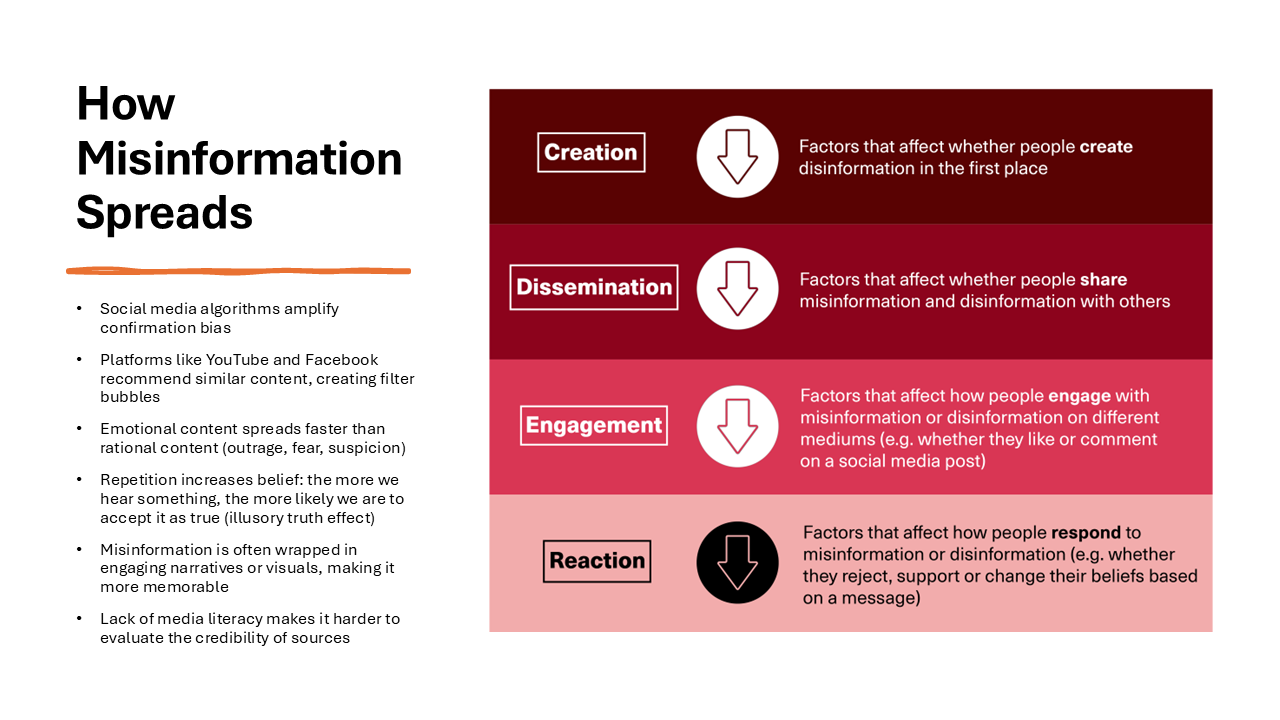 How
Misinformation
Spreads
• Social media algorithms amplify
confirmation bias
• Platforms like YouTube and Facebook
recommend similar content, creating filter
bubbles
• Emotional content spreads faster than
rational content (outrage, fear, suspicion)
• Repetition increases belief: the more we
hear something, the more likely we are to
accept it as true (illusory truth effect)
• Misinformation is often wrapped in
engaging narratives or visuals, making it
more memorable
• Lack of media literacy makes it harder to
evaluate the credibility of sources
Creation
Factors that affect whether people create
disinformation in the first place
Dissemination
Factors that affect whether people share
misinformation and disinformation with others
Engagement
Factors that affect how people engage with
misinformation or disinformation on different
mediums (e.g. whether they like or comment
on a social media post)
Reaction
Factors that affect how people respond to
misinformation or disinformation (e.g. whether
they reject, support or change their beliefs based
on a message)